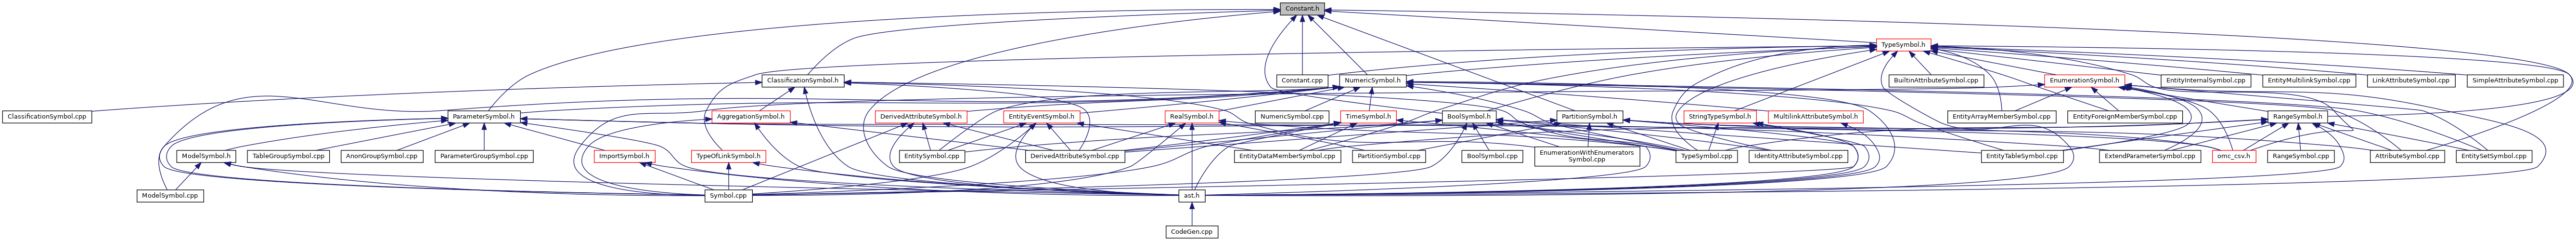 Constant.h
TypeSymbol.h
ClassificationSymbol.h
Constant.cpp
NumericSymbol.h
BuiltinAttributeSymbol.cpp
EnumerationSymbol.h
EntityInternalSymbol.cpp
EntityMultilinkSymbol.cpp
LinkAttributeSymbol.cpp
SimpleAttributeSymbol.cpp
ClassificationSymbol.cpp
ParameterSymbol.h
AggregationSymbol.h
DerivedAttributeSymbol.h
EntityEventSymbol.h
RealSymbol.h
NumericSymbol.cpp
TimeSymbol.h
BoolSymbol.h
PartitionSymbol.h
StringTypeSymbol.h
MultilinkAttributeSymbol.h
EntityArrayMemberSymbol.cpp
EntityForeignMemberSymbol.cpp
RangeSymbol.h
ModelSymbol.h
TableGroupSymbol.cpp
AnonGroupSymbol.cpp
ParameterGroupSymbol.cpp
ImportSymbol.h
TypeOfLinkSymbol.h
EntitySymbol.cpp
DerivedAttributeSymbol.cpp
EntityDataMemberSymbol.cpp
PartitionSymbol.cpp
BoolSymbol.cpp
EnumerationWithEnumerators
Symbol.cpp
TypeSymbol.cpp
IdentityAttributeSymbol.cpp
EntityTableSymbol.cpp
ExtendParameterSymbol.cpp
omc_csv.h
RangeSymbol.cpp
AttributeSymbol.cpp
EntitySetSymbol.cpp
ModelSymbol.cpp
Symbol.cpp
ast.h
CodeGen.cpp